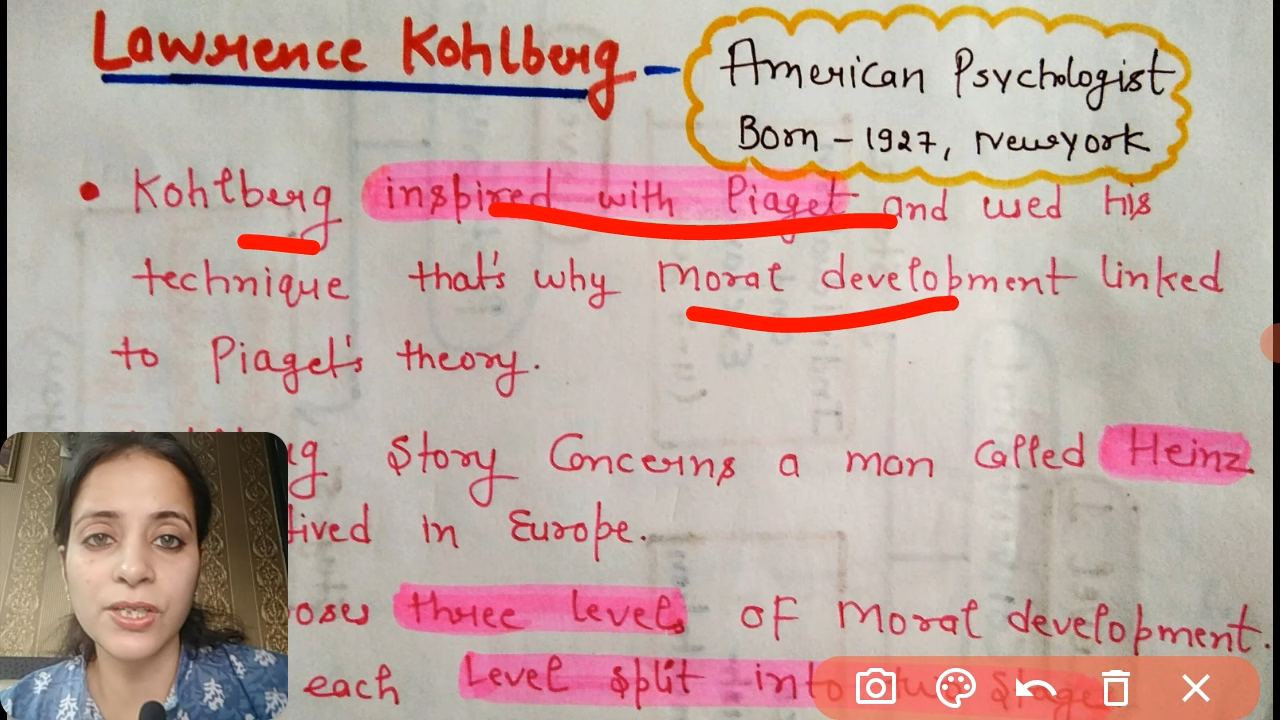 Lawrence Kohlberg -
American Psychologist
Born - 1927, Newyork
• Kohlberg inspired with Piaget and used his
technique that's why Moral development linked
to Piaget's theory.
Story Concerns a man called Heinz
lived in Europe.
three levels of Moral development.
each Level split into two Stages